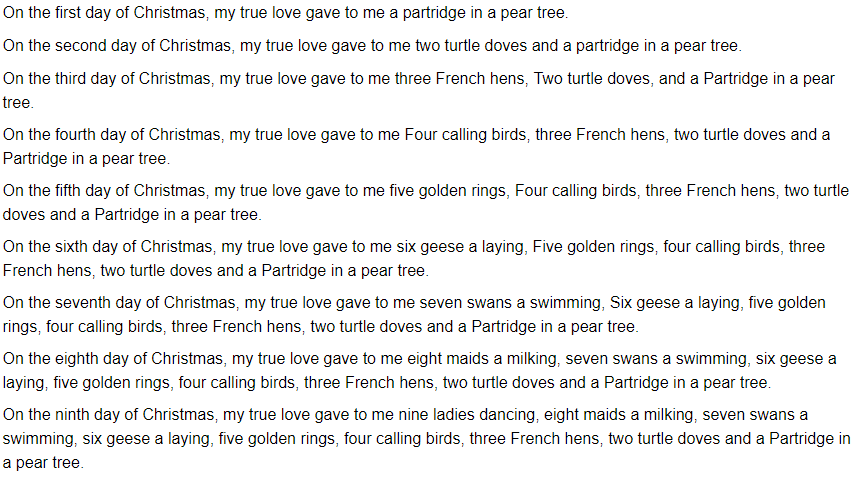 On the first day of Christmas, my true love gave to me a partridge in a pear tree.
On the second day of Christmas, my true love gave to me two turtle doves and a partridge in a pear tree.
On the third day of Christmas, my true love gave to me three French hens, Two turtle doves, and a Partridge in a pear
tree.
On the fourth day of Christmas, my true love gave to me Four calling birds, three French hens, two turtle doves and a
Partridge in a pear tree.
On the fifth day of Christmas, my true love gave to me five golden rings, Four calling birds, three French hens, two turtle
doves and a Partridge in a pear tree.
On the sixth day of Christmas, my true love gave to me six geese a laying, Five golden rings, four calling birds, three
French hens, two turtle doves and a Partridge in a pear tree.
On the seventh day of Christmas, my true love gave to me seven swans a swimming, Six geese a laying, five golden
rings, four calling birds, three French hens, two turtle doves and a Partridge in a pear tree.
On the eighth day of Christmas, my true love gave to me eight maids a milking, seven swans a swimming, six geese a
laying, five golden rings, four calling birds, three French hens, two turtle doves and a Partridge in a pear tree.
On the ninth day of Christmas, my true love gave to me nine ladies dancing, eight maids a milking, seven swans a
swimming, six geese a laying, five golden rings, four calling birds, three French hens, two turtle doves and a Partridge in
a pear tree.